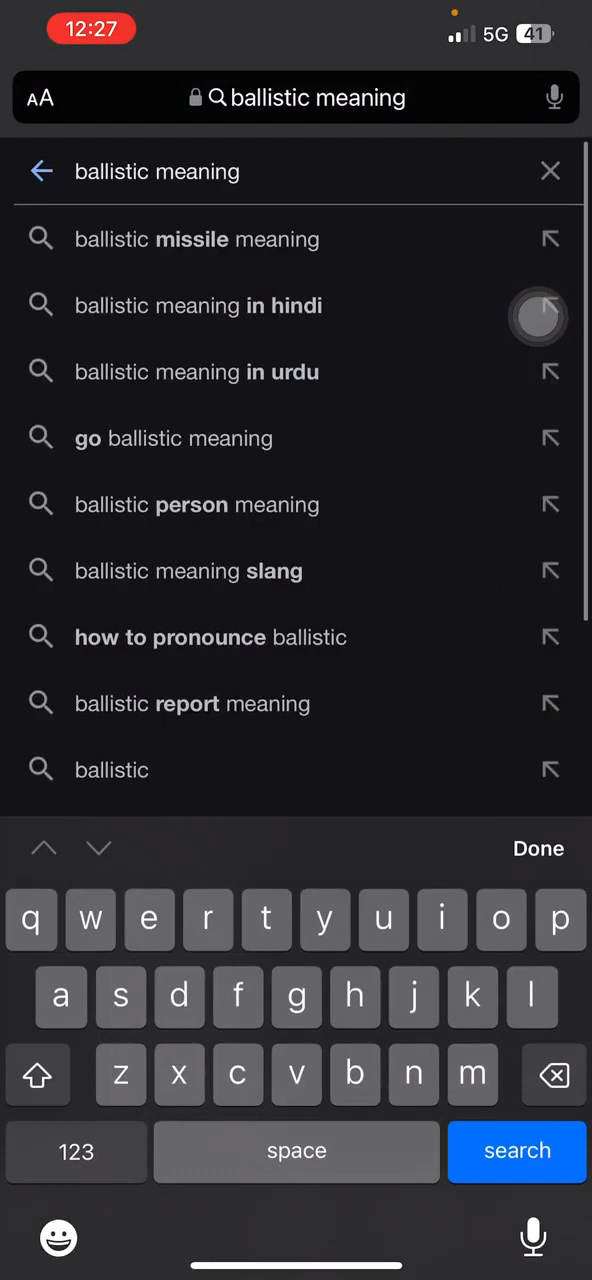 12:27
5G 41
AA ballistic meaning
ballistic meaning
ballistic missile meaning
ballistic meaning in hindi
ballistic meaning in urdu
go ballistic meaning
ballistic person meaning
ballistic meaning slang
how to pronounce ballistic
ballistic report meaning
ballistic
Done
q w e r t y u i o p
a s d f g h j k l
z x c v b n m
123 space search